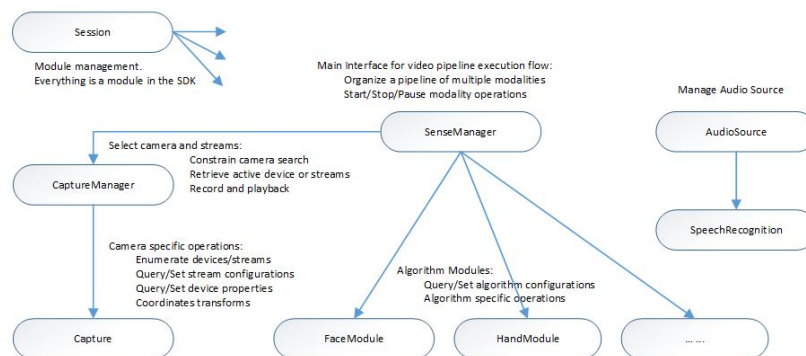 Session
Module management.
Everything is a module in the SDK
Main Interface for video pipeline execution flow:
Organize a pipeline of multiple modalities
Start/Stop/Pause modality operations
Manage Audio Source
SenseManager
AudioSource
Select camera and streams:
Constrain camera search
Retrieve active device or streams
Record and playback
CaptureManager
SpeechRecognition
Camera specific operations:
Enumerate devices/streams
Query/Set stream configurations
Query/Set device properties
Coordinates transforms
Algorithm Modules:
Query/Set algorithm configurations
Algorithm specific operations
Capture
FaceModule
HandModule
... ...